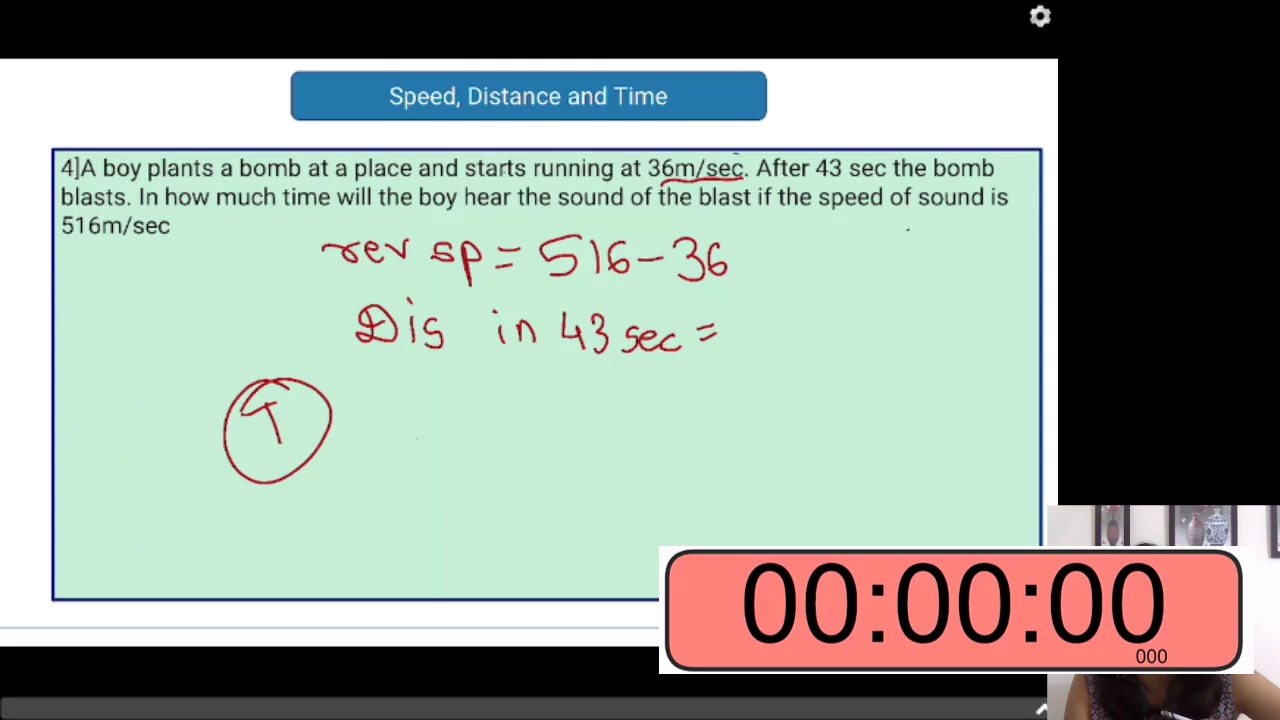 Speed, Distance and Time
4]A boy plants a bomb at a place and starts running at 36m/sec. After 43 sec the bomb
blasts. In how much time will the boy hear the sound of the blast if the speed of sound is
516m/sec
rev sp = 516-36
Dis in 43 sec =
T
00:00:00
000